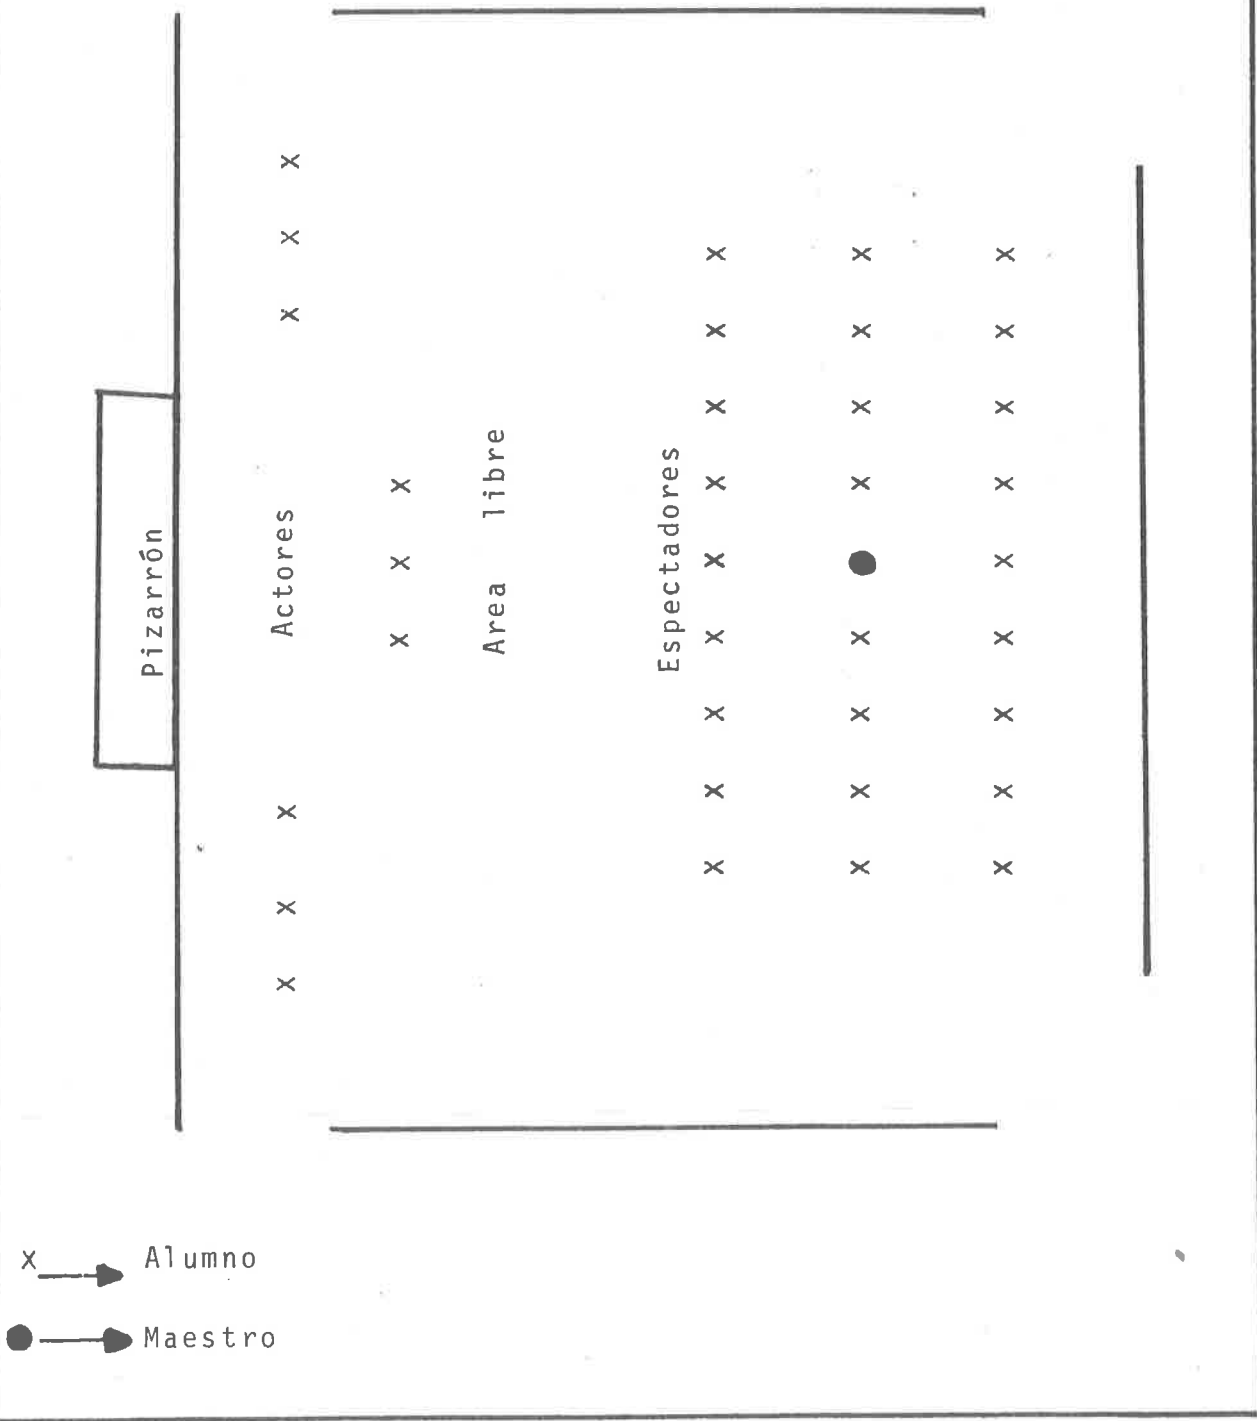 Pizarrón
Actores
x x x
x x x
x x x
Area libre
Espectadores
x x x x x x x x x
x x x x x x x x
x x x x x x x x x
x Alumno
Maestro